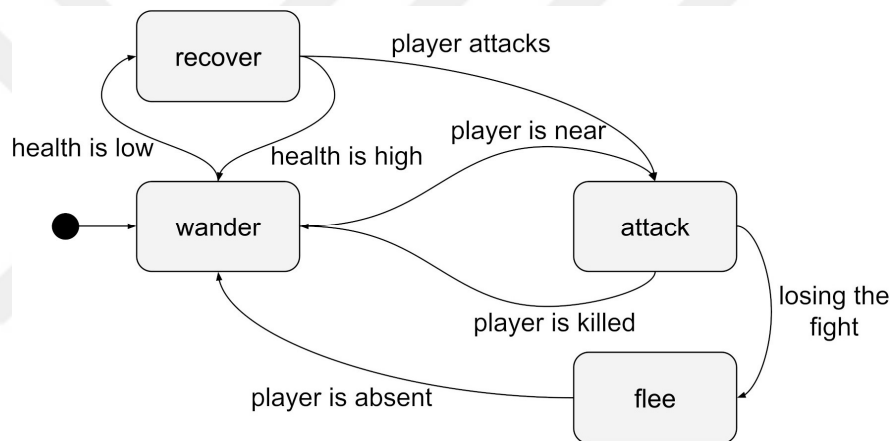 recover
player attacks
player is near
health is low
health is high
wander
attack
losing the
fight
player is killed
player is absent
flee